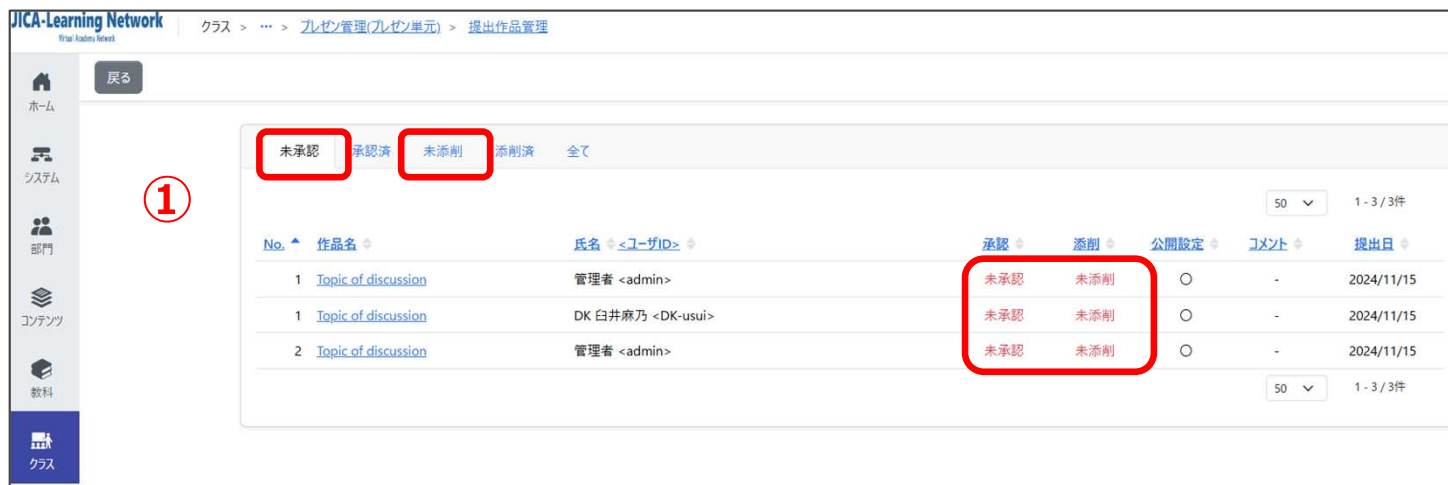 JICA-Learning Network
Virtual Academy Network
クラス > ··· > プレゼン管理(プレゼン単元) > 提出作品管理
戻る
ホーム
システム
部門
コンテンツ
教科
クラス
①
未承認 承認済 未添削 添削済 全て
50 1 - 3 / 3件
No. 作品名 氏名 <ユーザID> 承認 添削 公開設定 コメント 提出日
1 Topic of discussion 管理者 <admin> 未承認 未添削 〇 - 2024/11/15
1 Topic of discussion DK 臼井麻乃 <DK-usui> 未承認 未添削 〇 - 2024/11/15
2 Topic of discussion 管理者 <admin> 未承認 未添削 〇 - 2024/11/15
50 1 - 3 / 3件